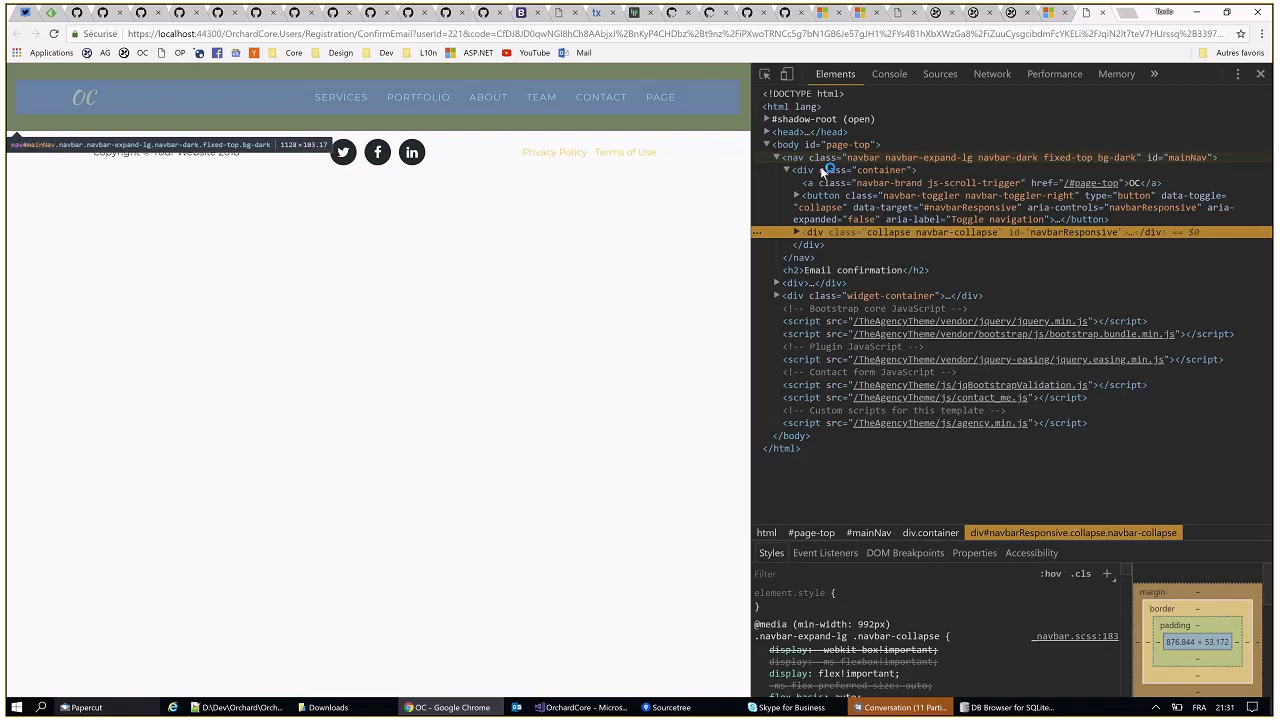 Tonio
Sécurisé
https://localhost:44300/OrchardCore.Users/Registration/ConfirmEmail?userId=221&code=
Applications
AG
OC
OP
Core
Design
Dev
L10n
ASP.NET
YouTube
Mail
Autres favoris
OC
SERVICES
PORTFOLIO
ABOUT
TEAM
CONTACT
PAGE
nav#mainNav.navbar.navbar-expand-lg.navbar-dark.fixed-top.bg-dark | 1128×103.17
Privacy Policy
Terms of Use
Elements
Console
Sources
Network
Performance
Memory
<!DOCTYPE html>
<html lang>
#shadow-root (open)
<head>…</head>
<body id="page-top">
<nav class="navbar navbar-expand-lg navbar-dark fixed-top bg-dark" id="mainNav">
<div class="container">
<a class="navbar-brand js-scroll-trigger" href="/#page-top">OC</a>
<button class="navbar-toggler navbar-toggler-right" type="button" data-toggle=
"collapse" data-target="#navbarResponsive" aria-controls="navbarResponsive" aria-
expanded="false" aria-label="Toggle navigation">…</button>
<div class="collapse navbar-collapse" id="navbarResponsive">…</div> == $0
</div>
</nav>
<h2>Email confirmation</h2>
<div>…</div>
<div class="widget-container">…</div>
<!-- Bootstrap core JavaScript -->
<script src="/TheAgencyTheme/vendor/jquery/jquery.min.js"></script>
<script src="/TheAgencyTheme/vendor/bootstrap/js/bootstrap.bundle.min.js"></script>
<!-- Plugin JavaScript -->
<script src="/TheAgencyTheme/vendor/jquery-easing/jquery.easing.min.js"></script>
<!-- Contact form JavaScript -->
<script src="/TheAgencyTheme/js/jqBootstrapValidation.js"></script>
<script src="/TheAgencyTheme/js/contact_me.js"></script>
<!-- Custom scripts for this template -->
<script src="/TheAgencyTheme/js/agency.min.js"></script>
</body>
</html>
html
#page-top
#mainNav
div.container
div#navbarResponsive.collapse.navbar-collapse
Styles
Event Listeners
DOM Breakpoints
Properties
Accessibility
Filter
:hov
.cls
element.style {
}
@media (min-width: 992px)
.navbar-expand-lg .navbar-collapse {
_navbar.scss:183
display: -webkit-box!important;
display: -ms-flexbox!important;
display: flex!important;
-ms-flex-preferred-size: auto;
flex-basis: auto;
margin
border
padding
876.844 × 53.172
Papercut
D:\Dev\Orchard\Orch...
Downloads
OC - Google Chrome
OrchardCore - Micros...
Sourcetree
Skype for Business
Conversation (11 Parti...
DB Browser for SQLite...
FR
21:31